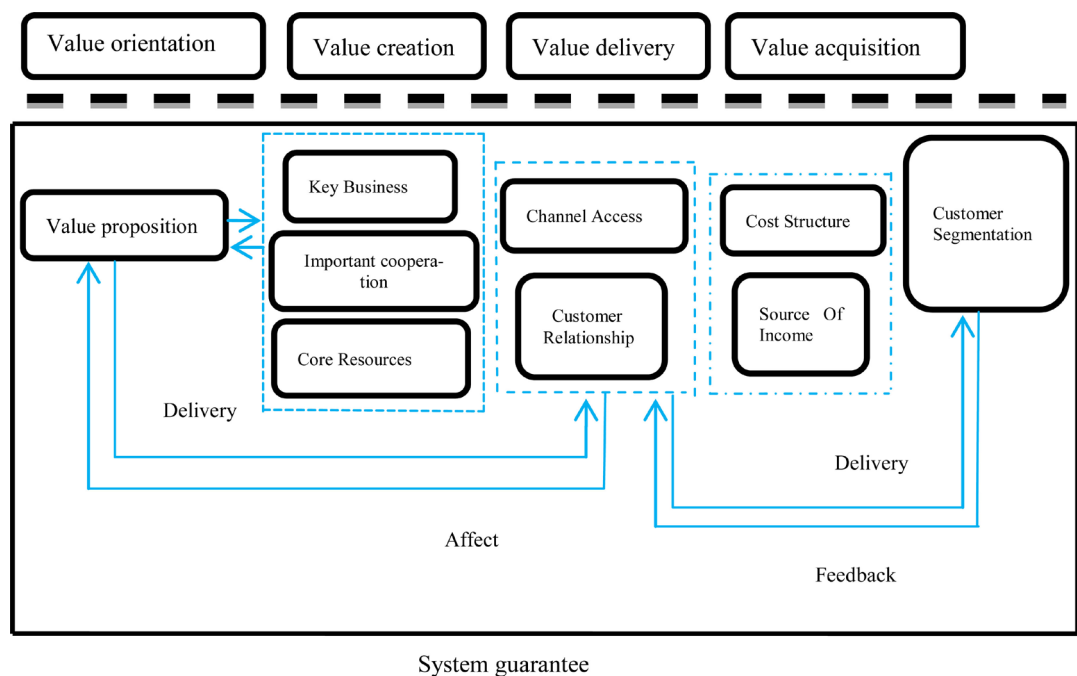 Value orientation
Value creation
Value delivery
Value acquisition
Value proposition
Key Business
Important coopera-
tion
Core Resources
Channel Access
Customer
Relationship
Cost Structure
Source Of
Income
Customer
Segmentation
Delivery
Affect
Delivery
Feedback
System guarantee